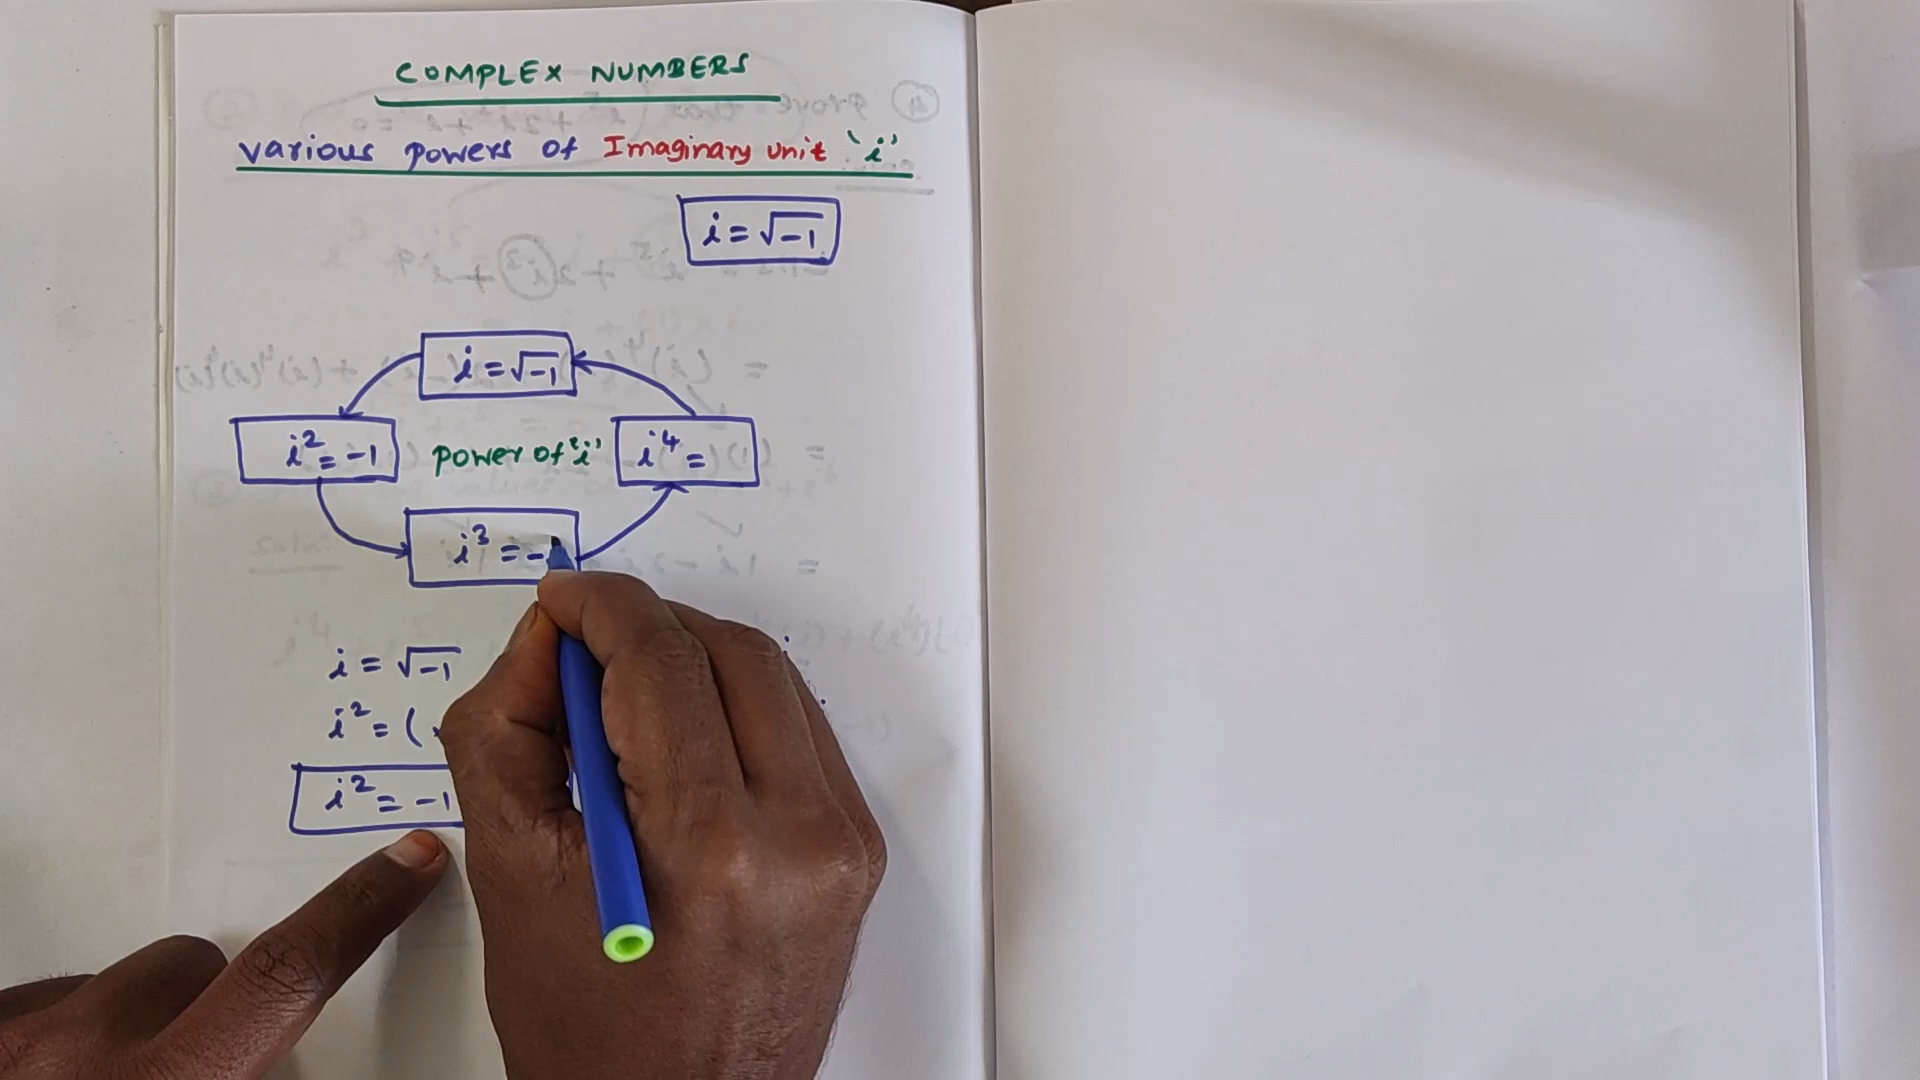 COMPLEX NUMBERS
various powers of Imaginary unit 'i'
i = √-1
i = √-1
i² = -1
power of 'i'
i⁴ =
i³ = -
i = √-1
i² = (
i² = -1